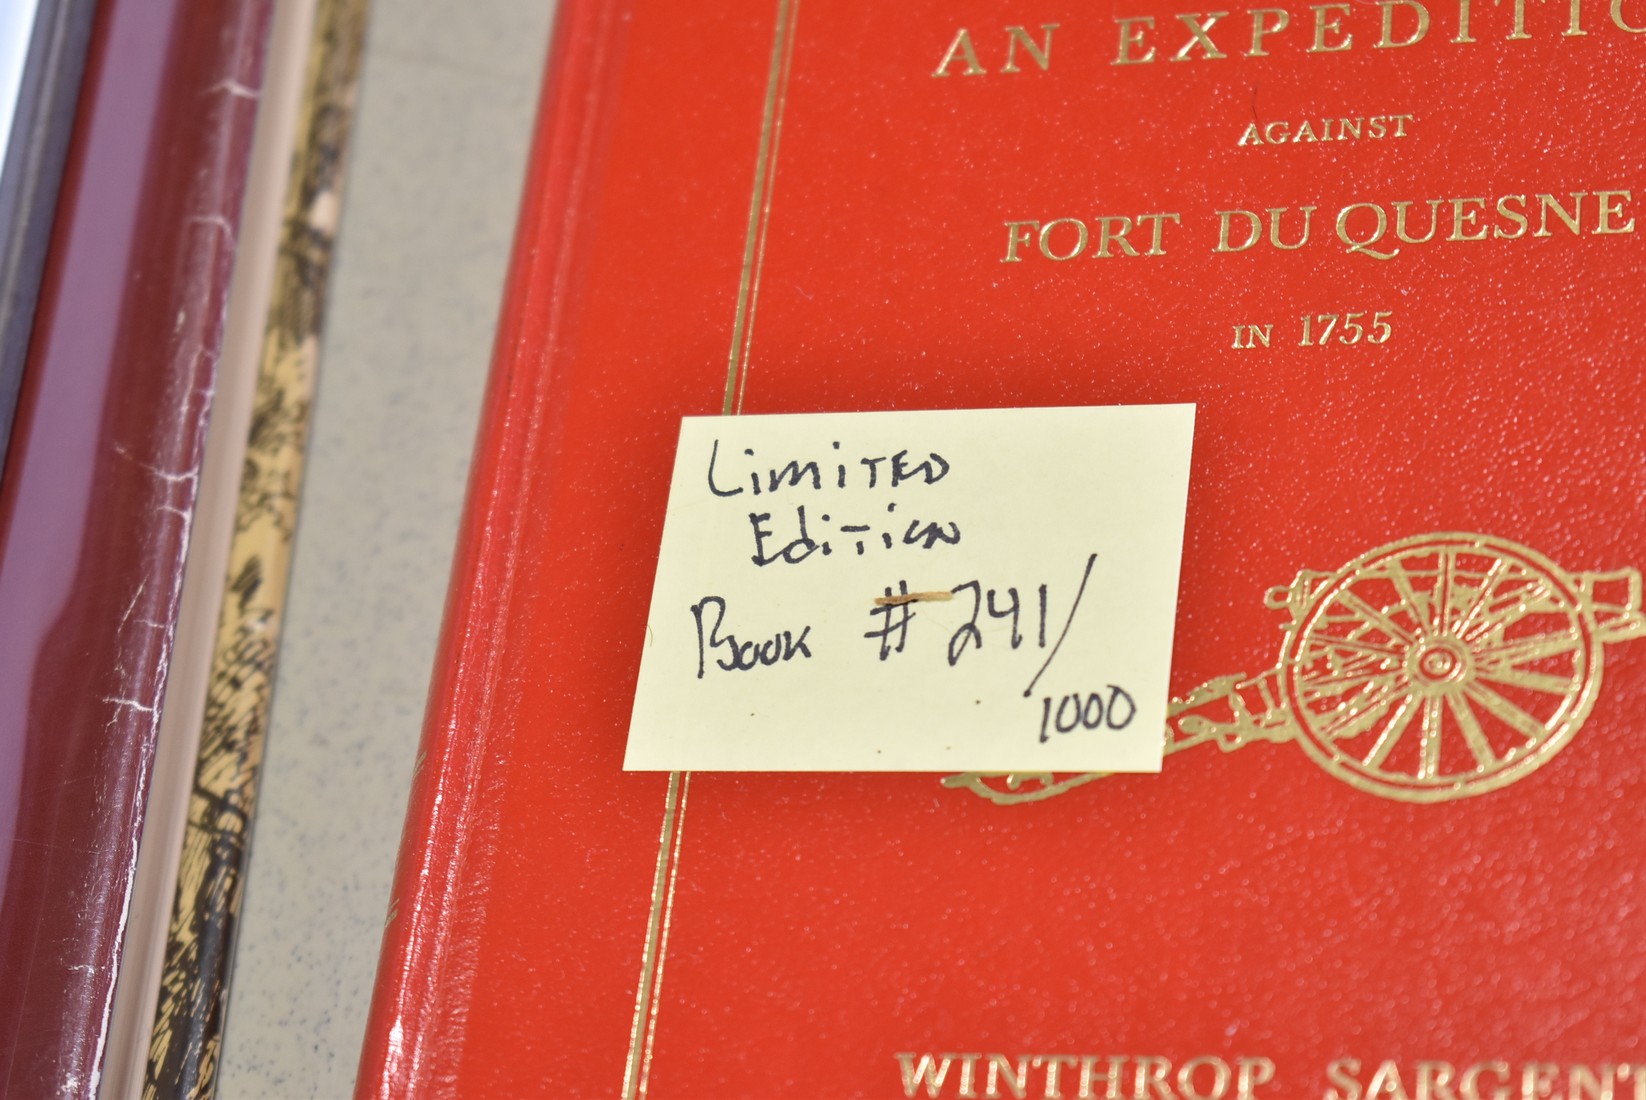 AN EXPEDITIO
AGAINST
FORT DU QUESNE
IN 1755
Limited
Edition
Book # 241/
1000
WINTHROP SARGENT